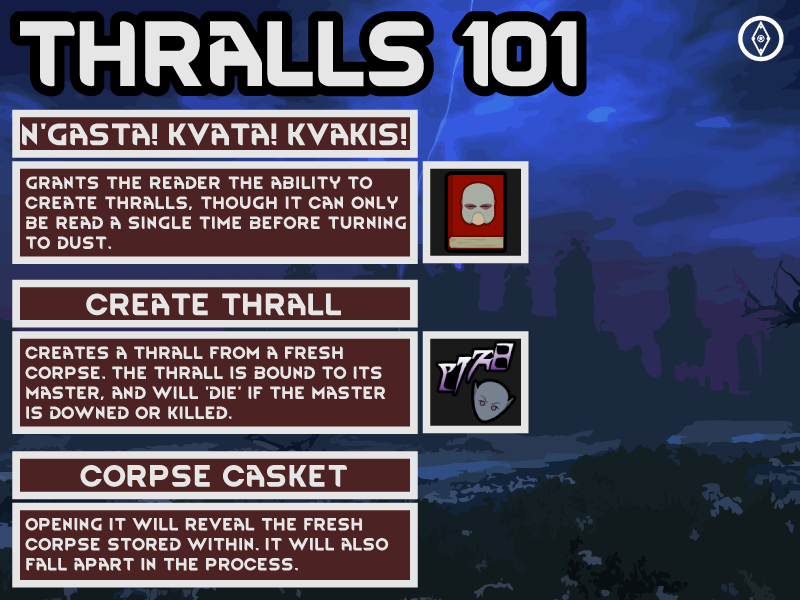 THRALLS 101
N'GASTA! KVATA! KVAKIS!
GRANTS THE READER THE ABILITY TO
CREATE THRALLS, THOUGH IT CAN ONLY
BE READ A SINGLE TIME BEFORE TURNING
TO DUST.
CREATE THRALL
CREATES A THRALL FROM A FRESH
CORPSE. THE THRALL IS BOUND TO ITS
MASTER, AND WILL 'DIE' IF THE MASTER
IS DOWNED OR KILLED.
CORPSE CASKET
OPENING IT WILL REVEAL THE FRESH
CORPSE STORED WITHIN. IT WILL ALSO
FALL APART IN THE PROCESS.